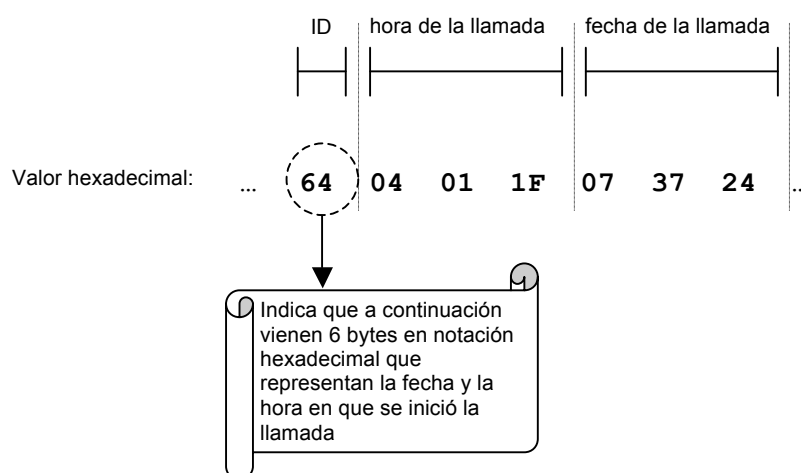 ID hora de la llamada fecha de la llamada
Valor hexadecimal: ... 64 04 01 1F 07 37 24 ..
Indica que a continuación
vienen 6 bytes en notación
hexadecimal que
representan la fecha y la
hora en que se inició la
llamada